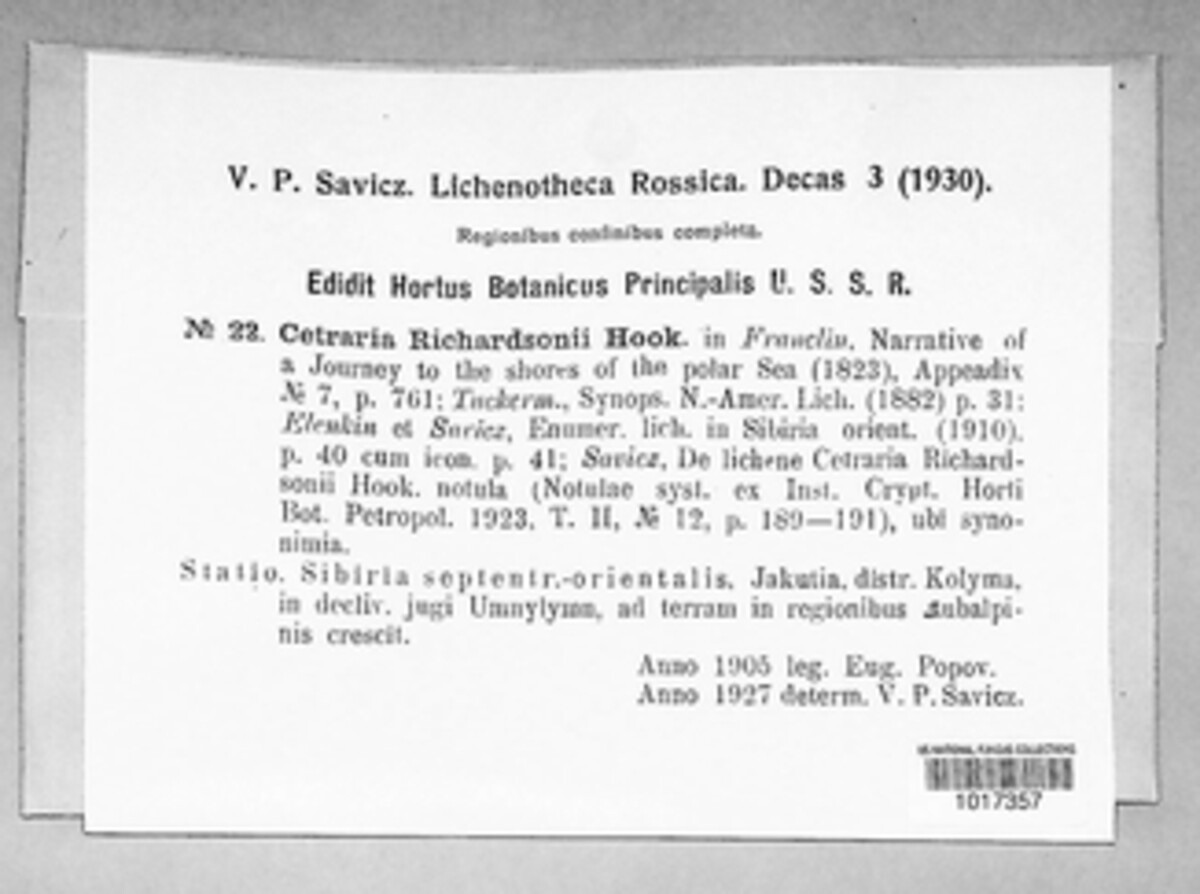 V. P. Savicz. Lichenotheca Rossica. Decas 3 (1930).
Regionibus confinibus completa.
Edidit Hortus Botanicus Principalis U. S. S. R.
№ 22. Cetraria Richardsonii Hook. in Franclin, Narrative of
a Journey to the shores of the polar Sea (1823), Appendix
№ 7, p. 761; Tuckerm., Synops. N.-Amer. Lich. (1882) p. 31;
Elenkin et Savicz, Enumer. lich. in Sibiria orient. (1910),
p. 40 cum icon. p. 41; Savicz, De lichene Cetraria Richard-
sonii Hook. notula (Notulae syst. ex Inst. Crypt. Horti
Bot. Petropol. 1923, T. II, № 12, p. 189—191), ubi syno-
nimia.
Statio. Sibiria septentr.-orientalis, Jakutia, distr. Kolyma,
in decliv. jugi Umnylymn, ad terram in regionibus subalpi-
nis crescit.
Anno 1905 leg. Eug. Popov.
Anno 1927 determ. V. P. Savicz.
US NATIONAL FUNGUS COLLECTIONS
1017357